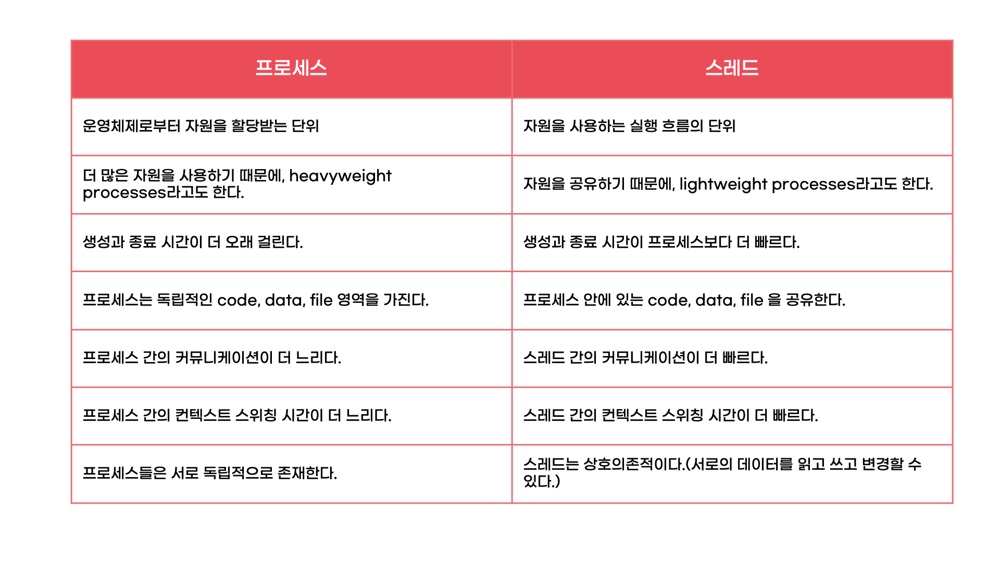 프로세스
스레드
운영체제로부터 자원을 할당받는 단위
자원을 사용하는 실행 흐름의 단위
더 많은 자원을 사용하기 때문에, heavyweight
processes라고도 한다.
자원을 공유하기 때문에, lightweight processes라고도 한다.
생성과 종료 시간이 더 오래 걸린다.
생성과 종료 시간이 프로세스보다 더 빠르다.
프로세스는 독립적인 code, data, file 영역을 가진다.
프로세스 안에 있는 code, data, file 을 공유한다.
프로세스 간의 커뮤니케이션이 더 느리다.
스레드 간의 커뮤니케이션이 더 빠르다.
프로세스 간의 컨텍스트 스위칭 시간이 더 느리다.
스레드 간의 컨텍스트 스위칭 시간이 더 빠르다.
프로세스들은 서로 독립적으로 존재한다.
스레드는 상호의존적이다.(서로의 데이터를 읽고 쓰고 변경할 수
있다.)